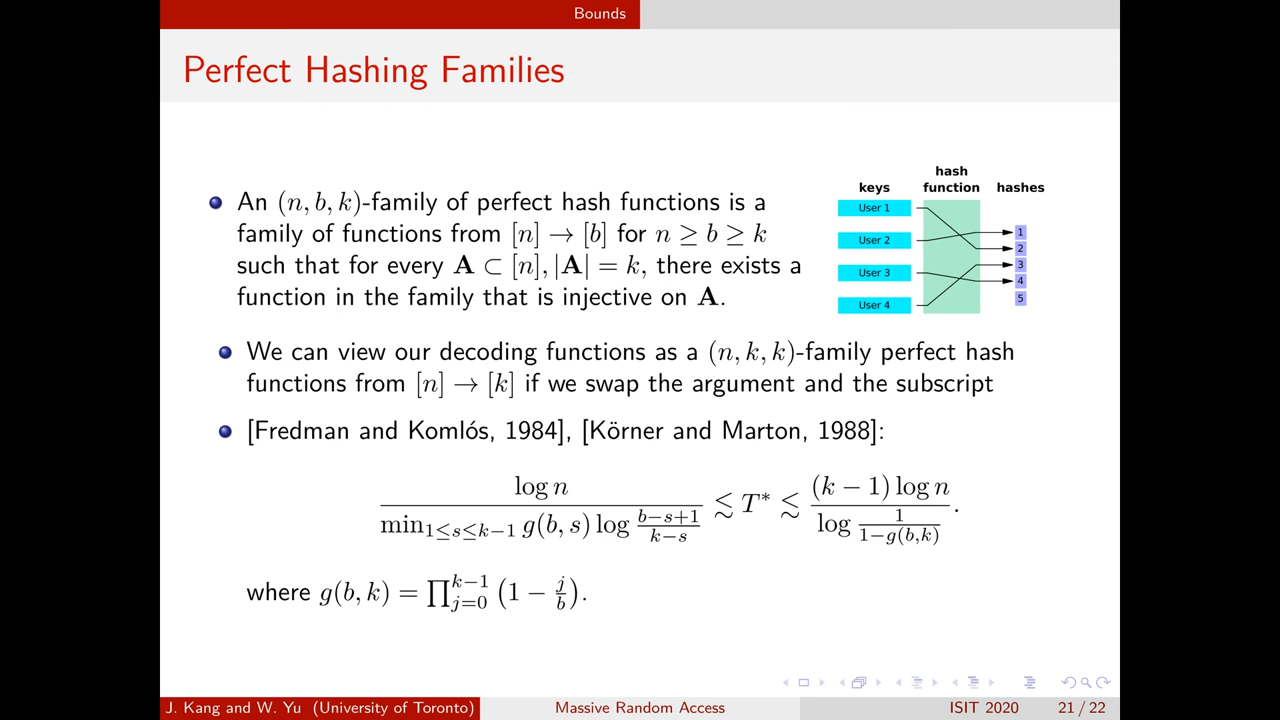 Bounds
Perfect Hashing Families
An (n, b, k)-family of perfect hash functions is a
family of functions from [n] → [b] for n ≥ b ≥ k
such that for every A ⊂ [n], |A| = k, there exists a
function in the family that is injective on A.
keys
hash
function
hashes
User 1
User 2
User 3
User 4
1
2
3
4
5
We can view our decoding functions as a (n, k, k)-family perfect hash
functions from [n] → [k] if we swap the argument and the subscript
[Fredman and Komlós, 1984], [Körner and Marton, 1988]:
log n / (min_{1≤s≤k−1} g(b, s) log (b−s+1)/(k−s)) ≲ T* ≲ (k − 1) log n / (log 1/(1−g(b,k))).
where g(b, k) = ∏_{j=0}^{k−1} (1 − j/b).
J. Kang and W. Yu (University of Toronto)
Massive Random Access
ISIT 2020
21 / 22